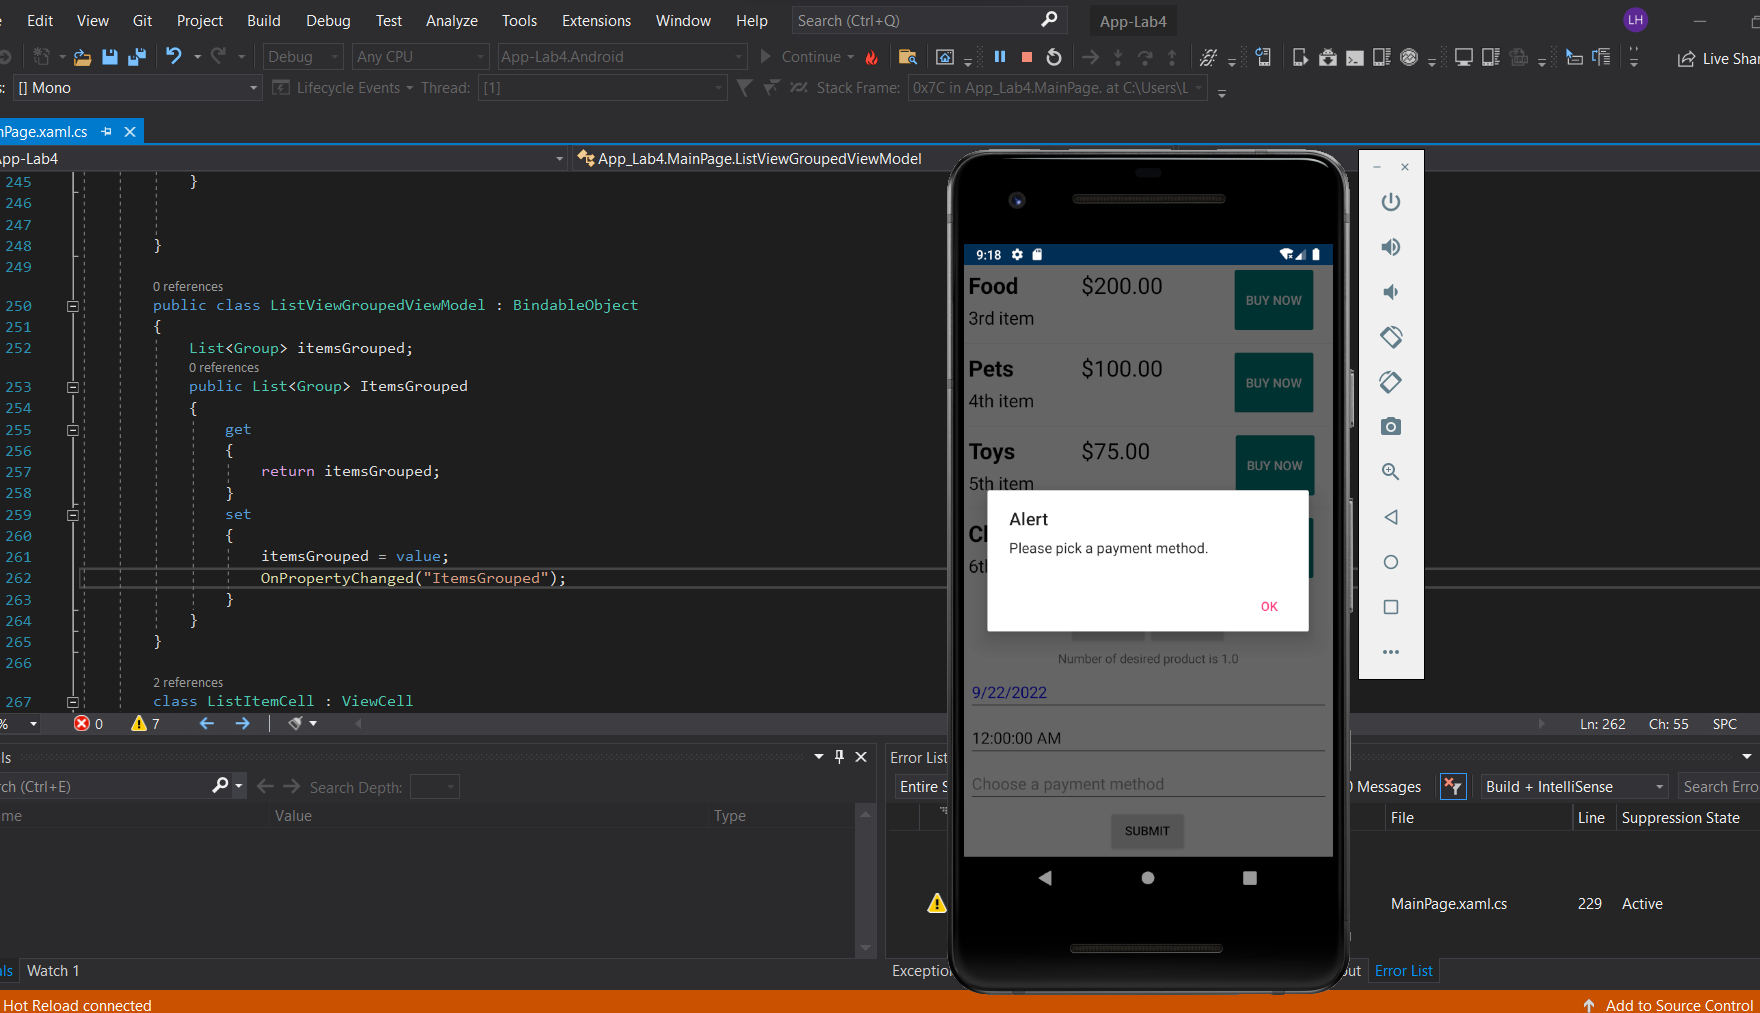 Edit View Git Project Build Debug Test Analyze Tools Extensions Window Help Search (Ctrl+Q) App-Lab4 LH
Debug Any CPU App-Lab4.Android Continue Live Shar
s: [] Mono Lifecycle Events Thread: [1] Stack Frame: 0x7C in App_Lab4.MainPage. at C:\Users\L
nPage.xaml.cs
pp-Lab4 App_Lab4.MainPage.ListViewGroupedViewModel
245 }
246
247
248 }
249
0 references
250 public class ListViewGroupedViewModel : BindableObject
251 {
252 List<Group> itemsGrouped;
0 references
253 public List<Group> ItemsGrouped
254 {
255 get
256 {
257 return itemsGrouped;
258 }
259 set
260 {
261 itemsGrouped = value;
262 OnPropertyChanged("ItemsGrouped");
263 }
264 }
265 }
266
2 references
267 class ListItemCell : ViewCell
% 0 7 Ln: 262 Ch: 55 SPC
9:18
Food $200.00 BUY NOW
3rd item
Pets $100.00 BUY NOW
4th item
Toys $75.00 BUY NOW
5th item
6th
Alert
Please pick a payment method.
OK
Number of desired product is 1.0
9/22/2022
12:00:00 AM
Choose a payment method
SUBMIT
ls
rch (Ctrl+E) Search Depth:
me Value Type
ls Watch 1
Error List
Entire S 0 Messages Build + IntelliSense Search Erro
File Line Suppression State
MainPage.xaml.cs 229 Active
Exceptio ut Error List
Hot Reload connected Add to Source Control